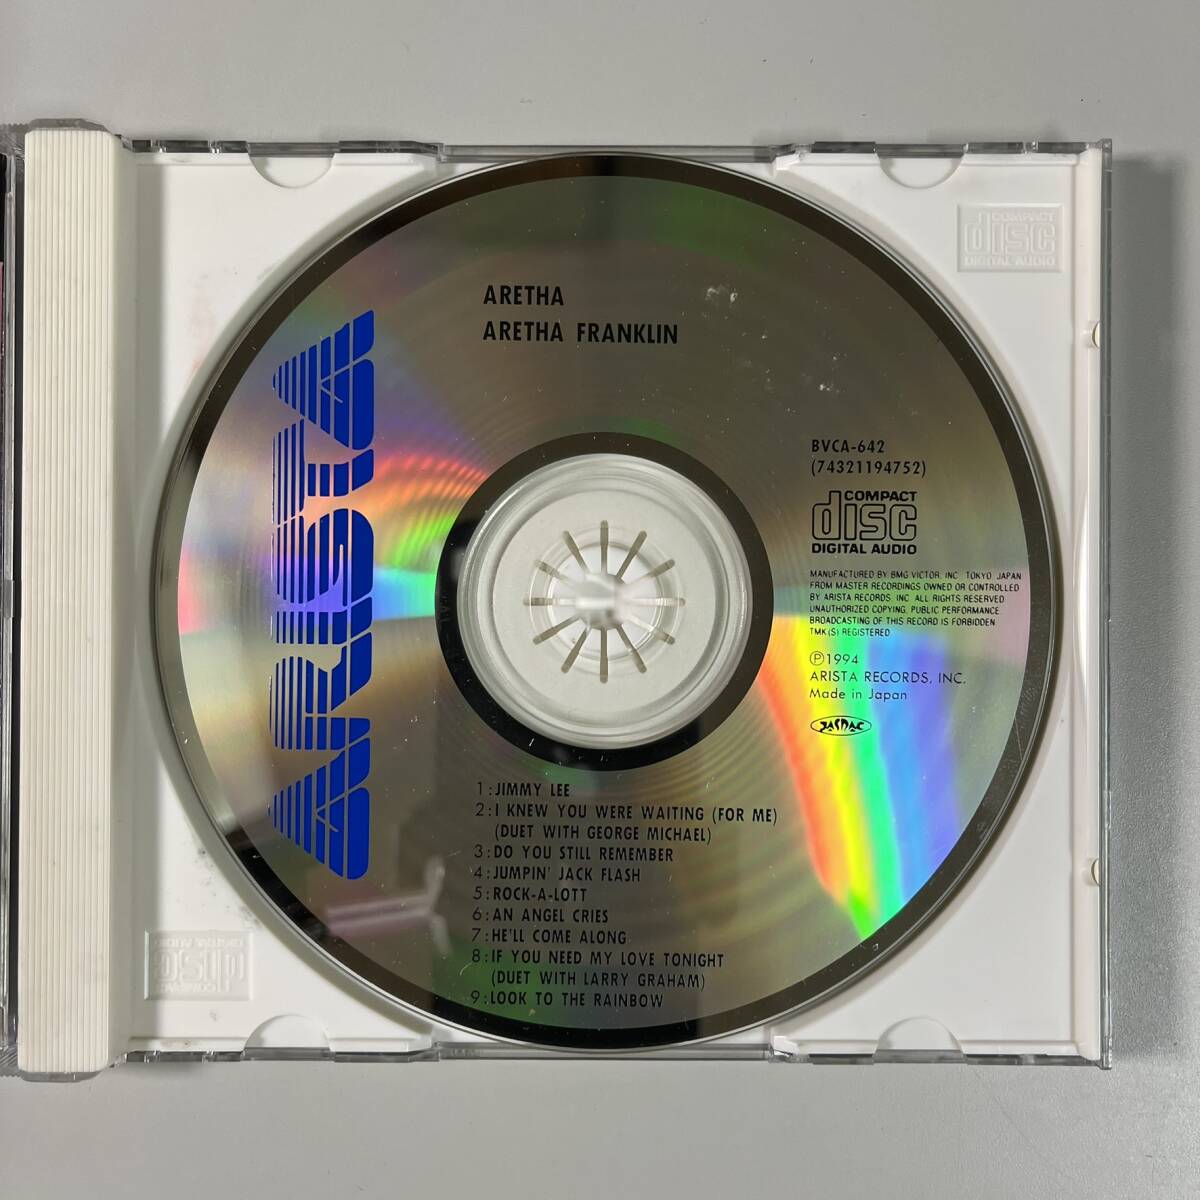 ARISTA
ARETHA
ARETHA FRANKLIN
BVCA-642
(74321194752)
COMPACT
disc
DIGITAL AUDIO
MANUFACTURED BY BMG VICTOR, INC. TOKYO JAPAN
FROM MASTER RECORDINGS OWNED OR CONTROLLED
BY ARISTA RECORDS, INC. ALL RIGHTS RESERVED.
UNAUTHORIZED COPYING, PUBLIC PERFORMANCE.
BROADCASTING OF THIS RECORD IS FORBIDDEN.
TMK(S) REGISTERED.
Ⓟ1994
ARISTA RECORDS, INC.
Made in Japan
JASRAC
1:JIMMY LEE
2:I KNEW YOU WERE WAITING (FOR ME)
(DUET WITH GEORGE MICHAEL)
3:DO YOU STILL REMEMBER
4:JUMPIN' JACK FLASH
5:ROCK-A-LOTT
6:AN ANGEL CRIES
7:HE'LL COME ALONG
8:IF YOU NEED MY LOVE TONIGHT
(DUET WITH LARRY GRAHAM)
9:LOOK TO THE RAINBOW
COMPACT
disc
DIGITAL AUDIO
COMPACT
disc
DIGITAL AUDIO